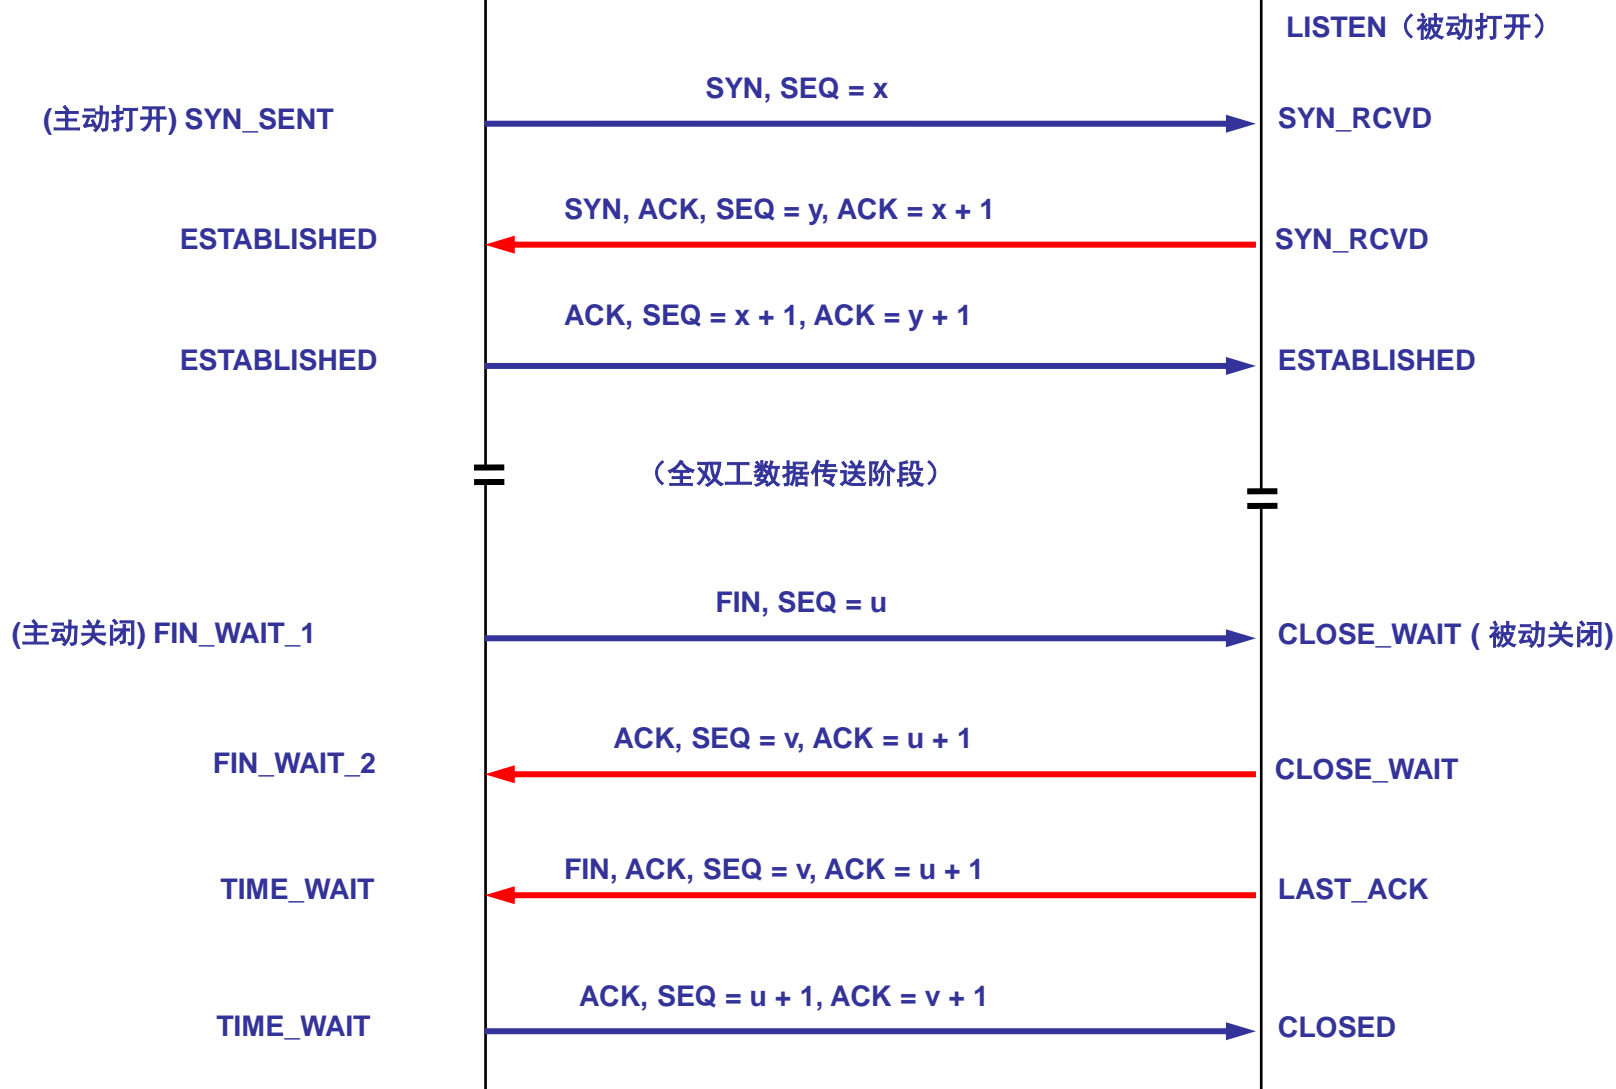 LISTEN（被动打开）
SYN, SEQ = x
(主动打开) SYN_SENT
SYN_RCVD
SYN, ACK, SEQ = y, ACK = x + 1
ESTABLISHED
SYN_RCVD
ACK, SEQ = x + 1, ACK = y + 1
ESTABLISHED
ESTABLISHED
（全双工数据传送阶段）
FIN, SEQ = u
(主动关闭) FIN_WAIT_1
CLOSE_WAIT ( 被动关闭)
ACK, SEQ = v, ACK = u + 1
FIN_WAIT_2
CLOSE_WAIT
FIN, ACK, SEQ = v, ACK = u + 1
TIME_WAIT
LAST_ACK
ACK, SEQ = u + 1, ACK = v + 1
TIME_WAIT
CLOSED